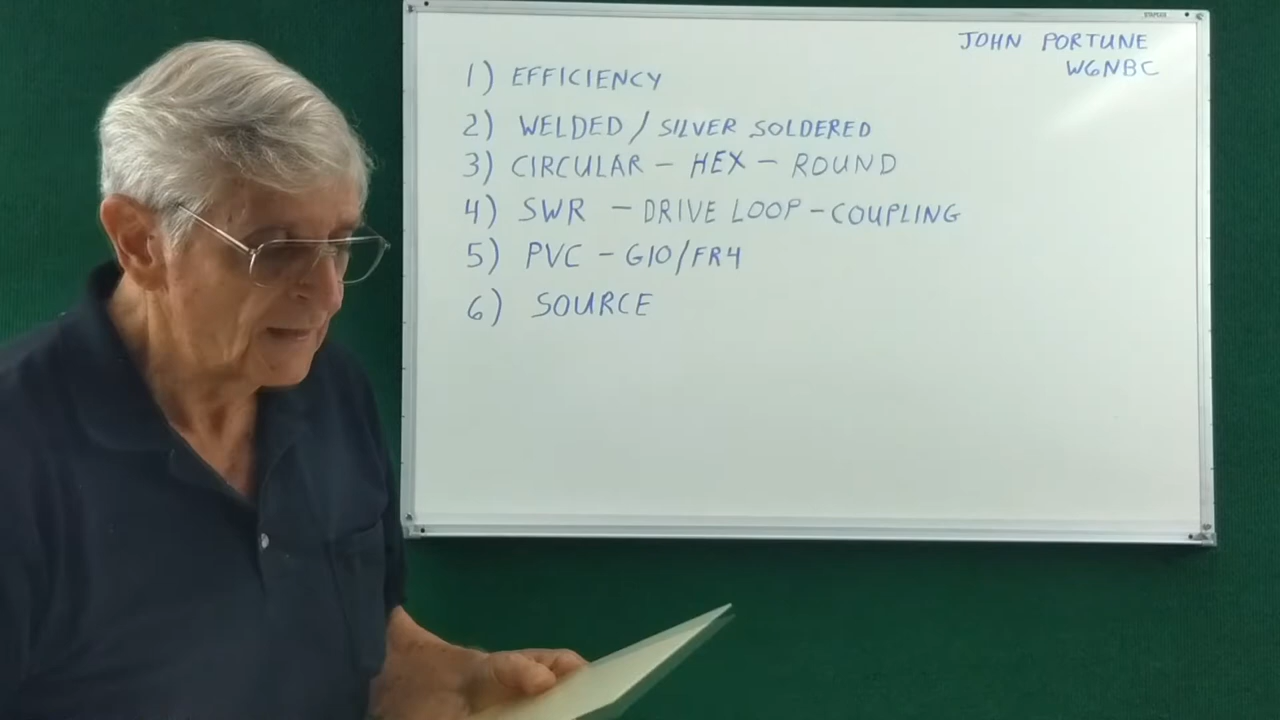 STAPLES
JOHN PORTUNE
W6NBC
1) EFFICIENCY
2) WELDED / SILVER SOLDERED
3) CIRCULAR - HEX - ROUND
4) SWR - DRIVE LOOP - COUPLING
5) PVC - G10/FR4
6) SOURCE